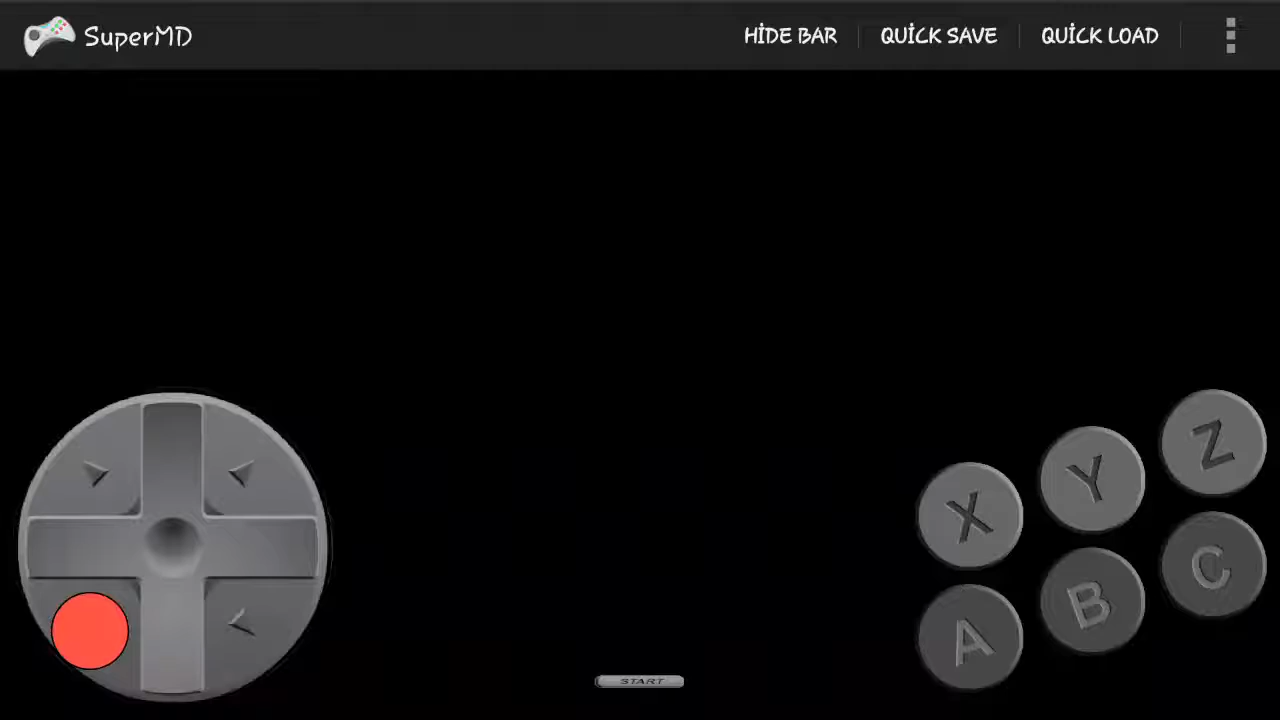 SuperMD
HİDE BAR
QUİCK SAVE
QUİCK LOAD
Z
Y
X
C
B
A
START